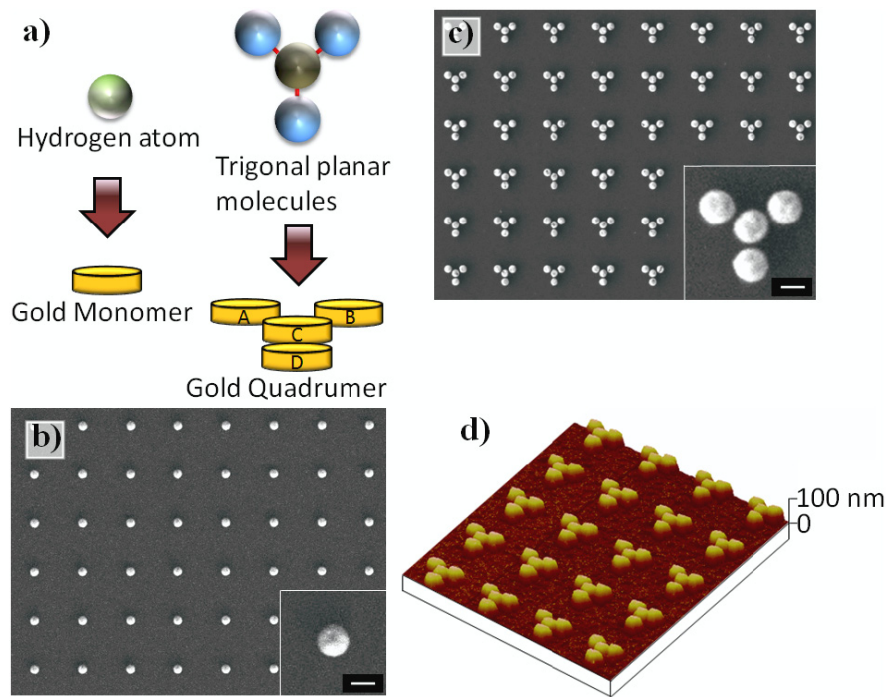 a)
Hydrogen atom
Trigonal planar
molecules
Gold Monomer
A
B
C
D
Gold Quadrumer
b)
c)
d)
100 nm
0